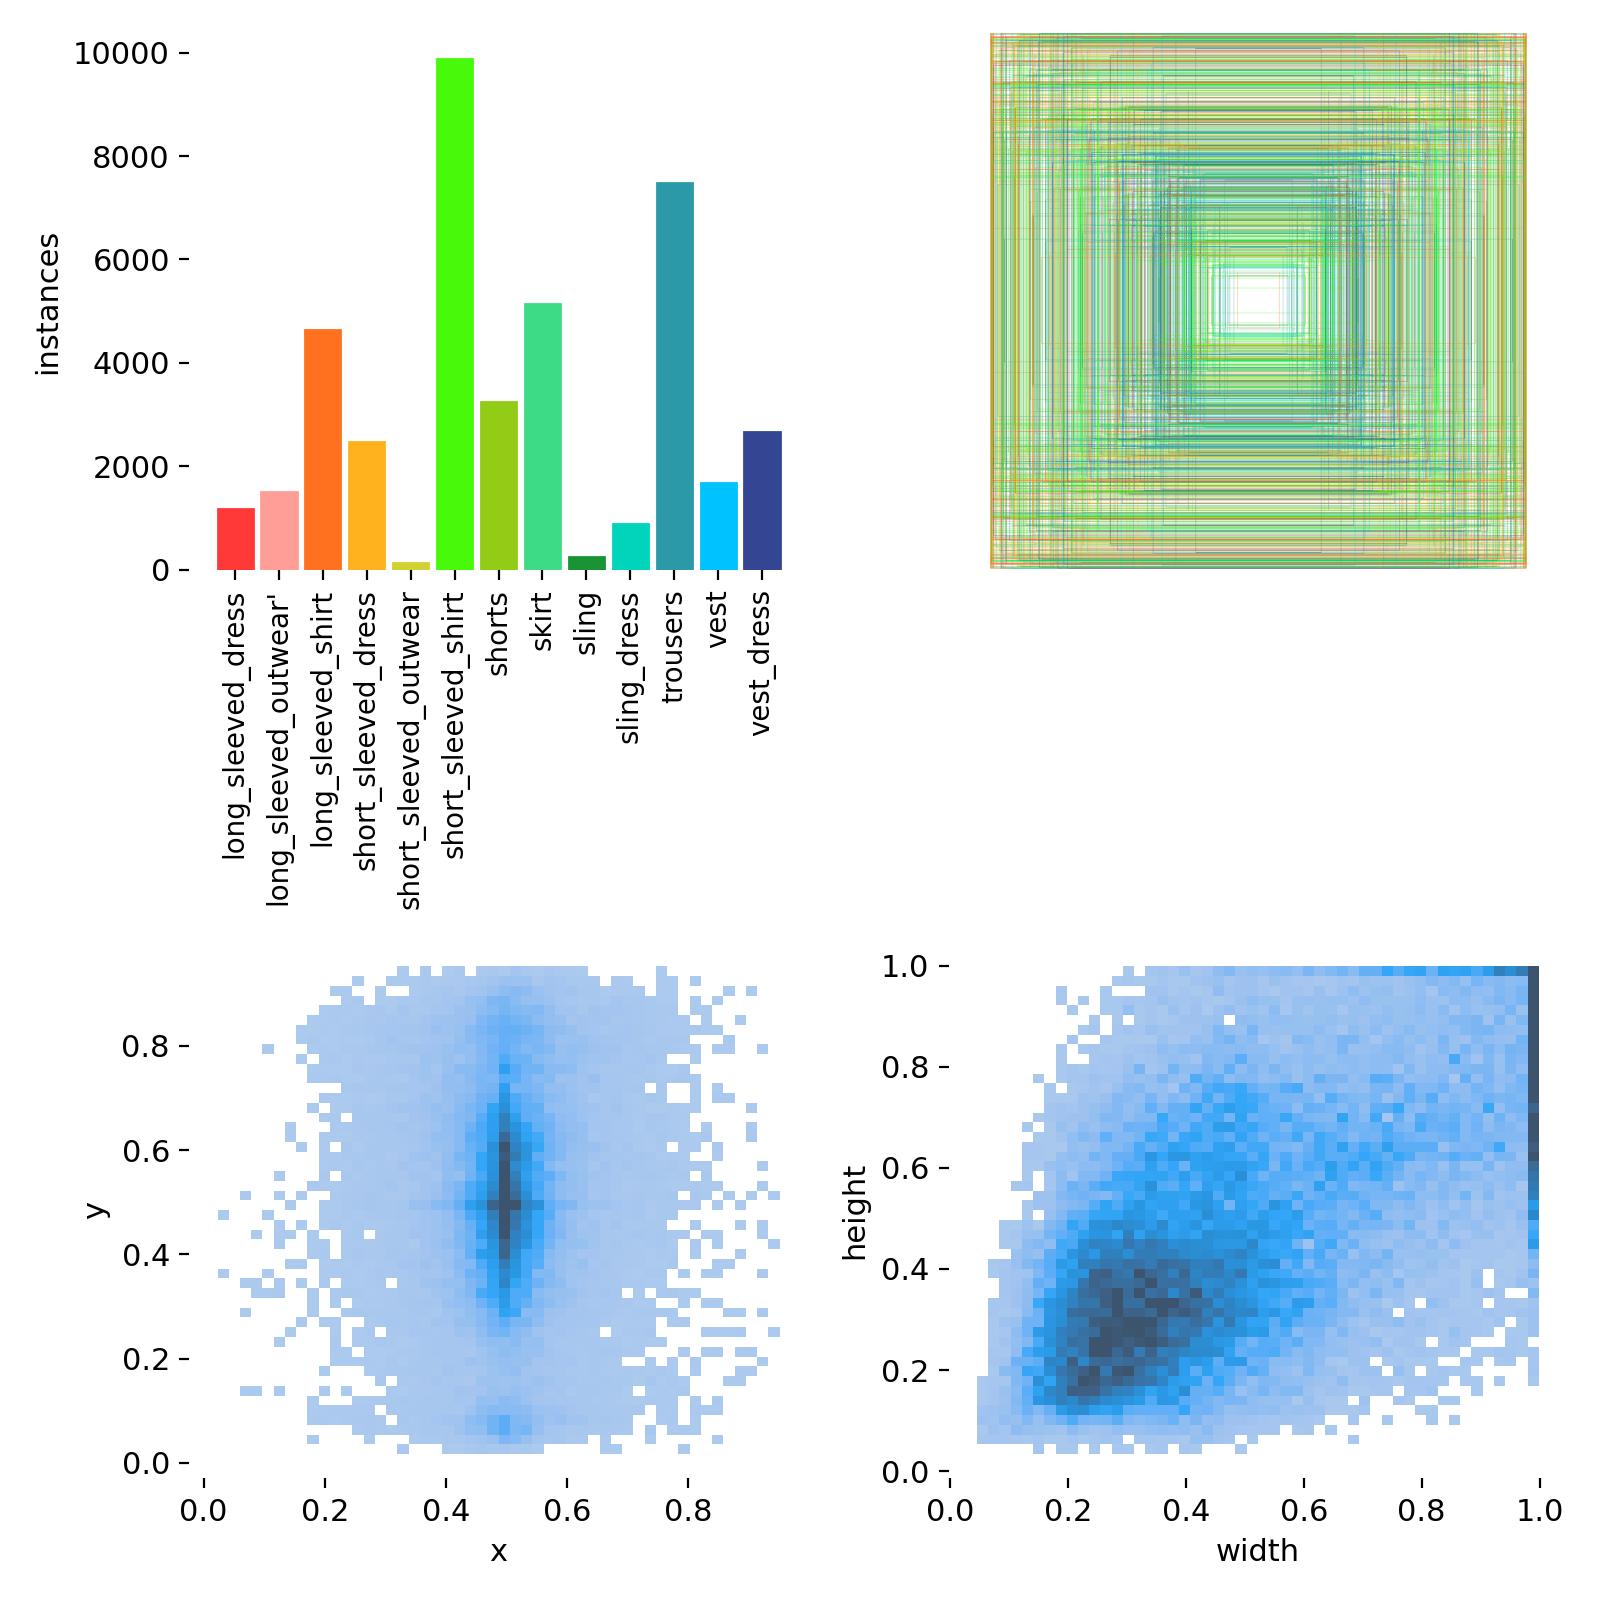 10000
8000
6000
4000
2000
0
instances
long_sleeved_dress
long_sleeved_outwear'
long_sleeved_shirt
short_sleeved_dress
short_sleeved_outwear
short_sleeved_shirt
shorts
skirt
sling
sling_dress
trousers
vest
vest_dress
0.8
0.6
0.4
0.2
0.0
y
0.0 0.2 0.4 0.6 0.8
x
1.0
0.8
0.6
0.4
0.2
0.0
height
0.0 0.2 0.4 0.6 0.8 1.0
width